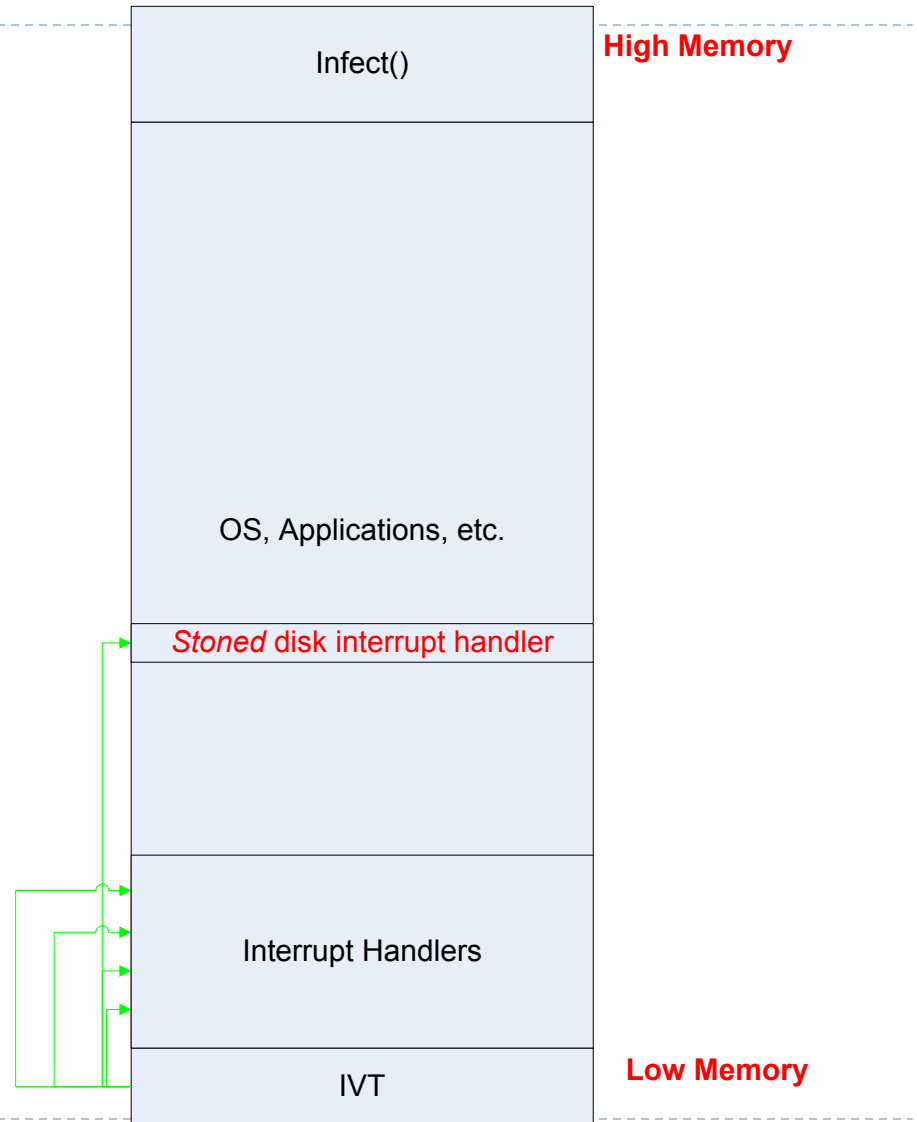 Infect()
High Memory
OS, Applications, etc.
Stoned disk interrupt handler
Interrupt Handlers
IVT
Low Memory